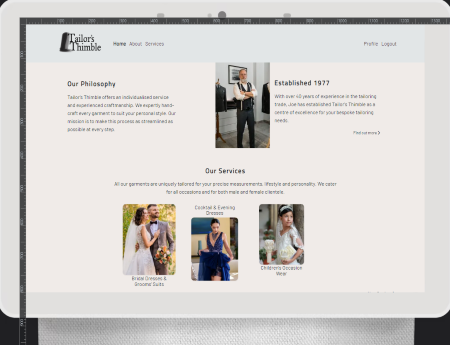 Tailor's
Thimble
Home About Services
Profile Logout
Our Philosophy
Tailor's Thimble offers an individualised service
and experienced craftmanship. We expertly hand-
craft every garment to suit your personal style. Our
mission is to make this process as streamlined as
possible at every step.
Established 1977
With over 40 years of experience in the tailoring
trade, Joe has established Tailor's Thimble as a
centre of excellence for your bespoke tailoring
needs.
Find out more >
Our Services
All our garments are uniquely tailored for your precise measurements, lifestyle and personality. We cater
for all occasions and for both male and female clientele.
Bridal Dresses &
Grooms' Suits
Cocktail & Evening
Dresses
Children's Occasion
Wear